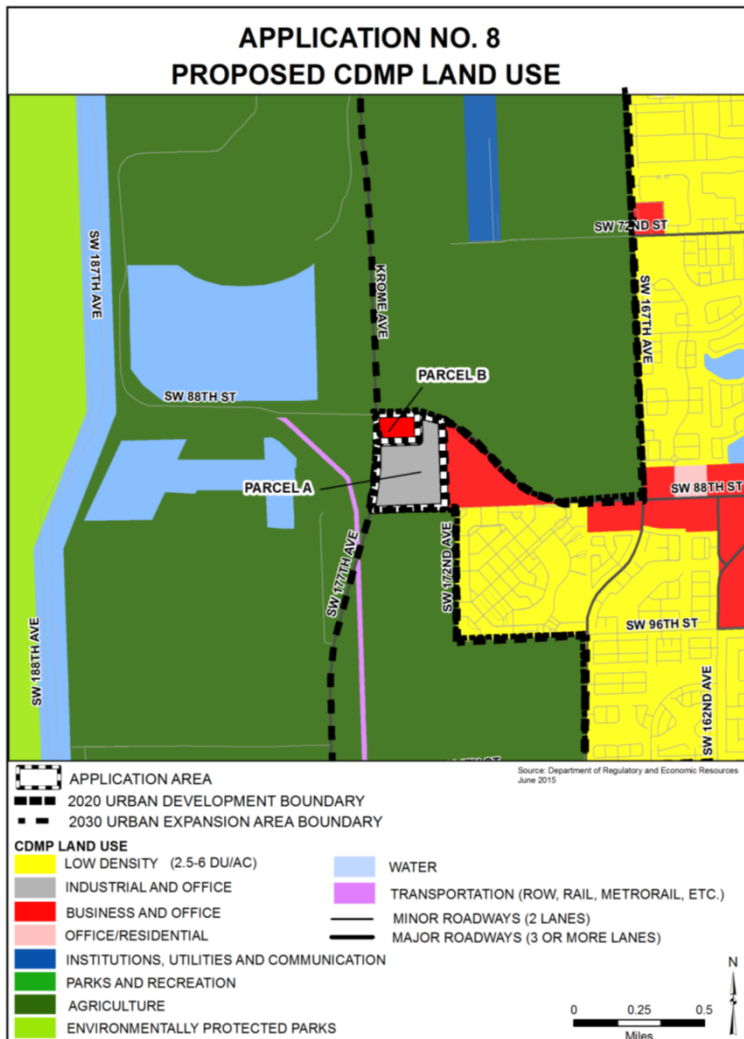 APPLICATION NO. 8
PROPOSED CDMP LAND USE
SW 72ND ST
SW 187TH AVE
KROME AVE
SW 167TH AVE
PARCEL B
SW 88TH ST
PARCEL A
SW 88TH ST
SW 177TH AVE
SW 172ND AVE
SW 96TH ST
SW 188TH AVE
SW 162ND AVE
Source: Department of Regulatory and Economic Resources
June 2015
APPLICATION AREA
2020 URBAN DEVELOPMENT BOUNDARY
2030 URBAN EXPANSION AREA BOUNDARY
CDMP LAND USE
LOW DENSITY (2.5-6 DU/AC)
INDUSTRIAL AND OFFICE
BUSINESS AND OFFICE
OFFICE/RESIDENTIAL
INSTITUTIONS, UTILITIES AND COMMUNICATION
PARKS AND RECREATION
AGRICULTURE
ENVIRONMENTALLY PROTECTED PARKS
WATER
TRANSPORTATION (ROW, RAIL, METRORAIL, ETC.)
MINOR ROADWAYS (2 LANES)
MAJOR ROADWAYS (3 OR MORE LANES)
N
0 0.25 0.5
Miles